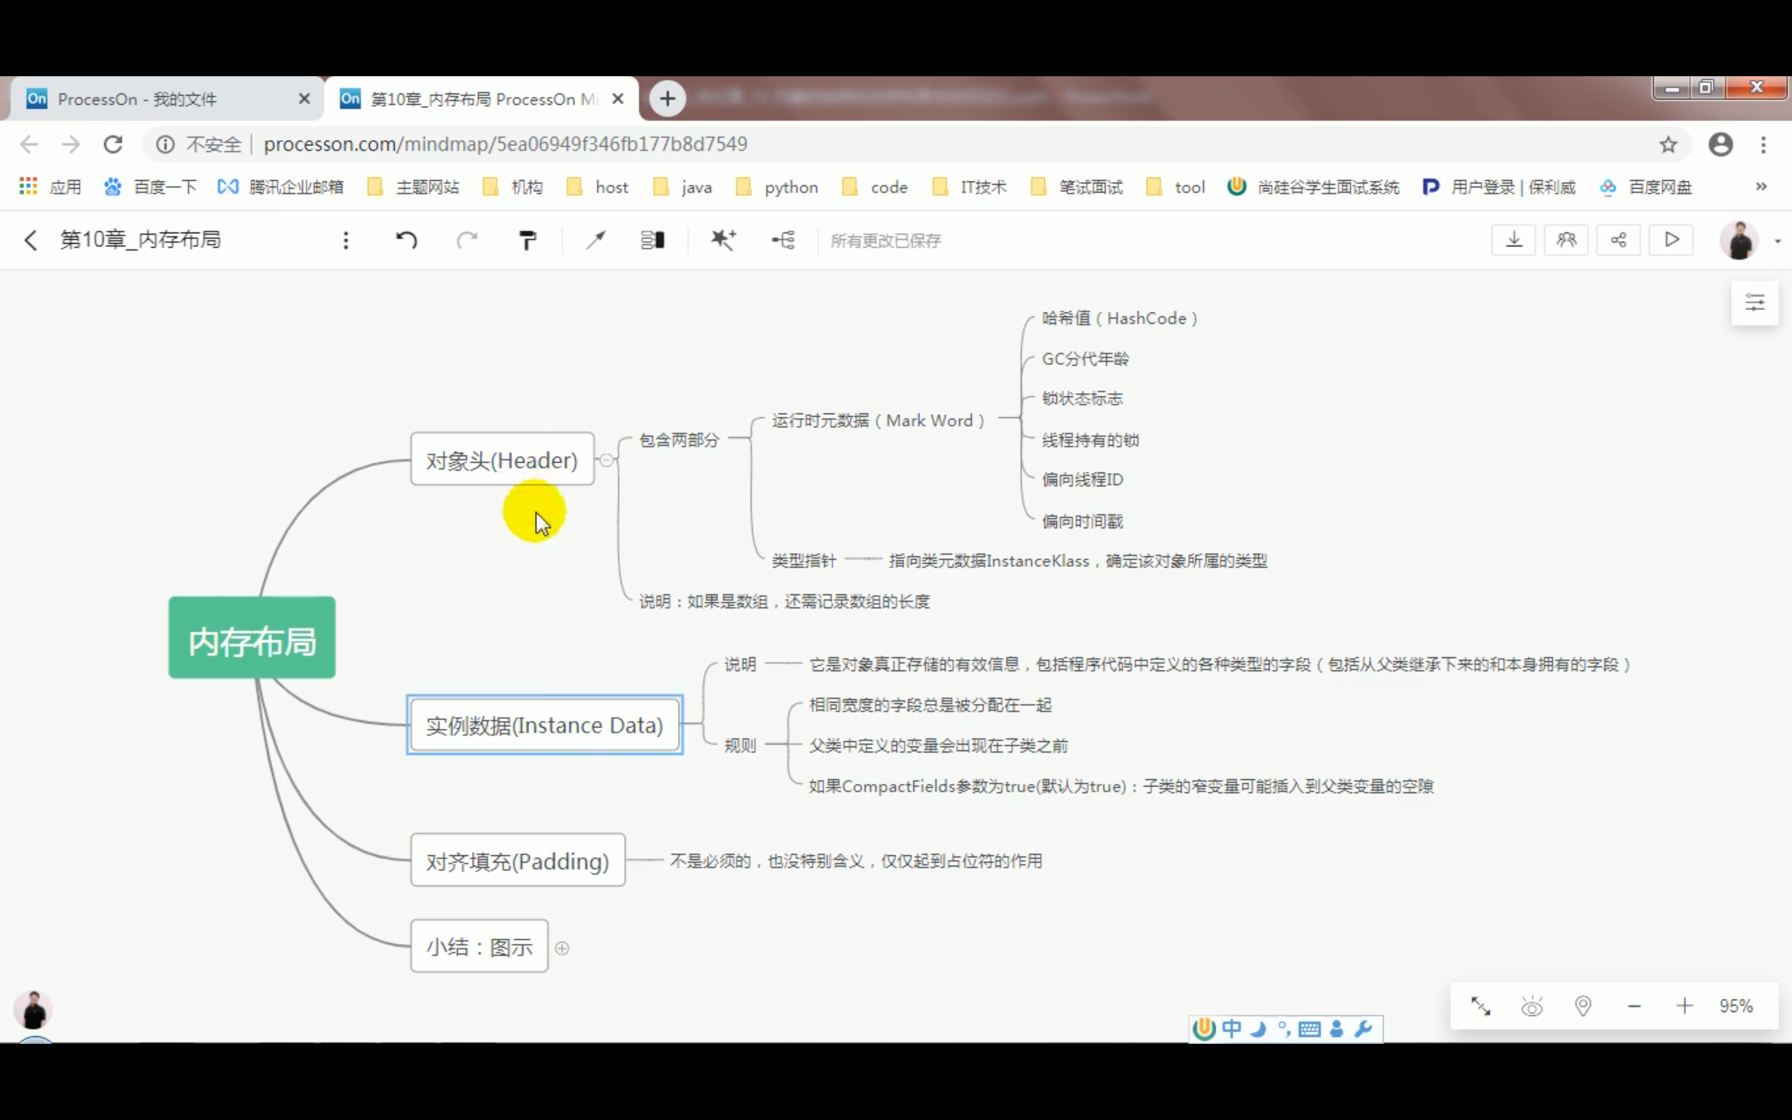 ProcessOn - 我的文件
第10章_内存布局 ProcessOn Mi
不安全
processon.com/mindmap/5ea06949f346fb177b8d7549
应用
百度一下
腾讯企业邮箱
主题网站
机构
host
java
python
code
IT技术
笔试面试
tool
尚硅谷学生面试系统
用户登录 | 保利威
百度网盘
第10章_内存布局
所有更改已保存
哈希值（HashCode）
GC分代年龄
锁状态标志
运行时元数据（Mark Word）
包含两部分
线程持有的锁
对象头(Header)
偏向线程ID
偏向时间戳
类型指针
指向类元数据InstanceKlass，确定该对象所属的类型
说明：如果是数组，还需记录数组的长度
内存布局
说明
它是对象真正存储的有效信息，包括程序代码中定义的各种类型的字段（包括从父类继承下来的和本身拥有的字段）
相同宽度的字段总是被分配在一起
实例数据(Instance Data)
规则
父类中定义的变量会出现在子类之前
如果CompactFields参数为true(默认为true)：子类的窄变量可能插入到父类变量的空隙
对齐填充(Padding)
不是必须的，也没特别含义，仅仅起到占位符的作用
小结：图示
95%
中